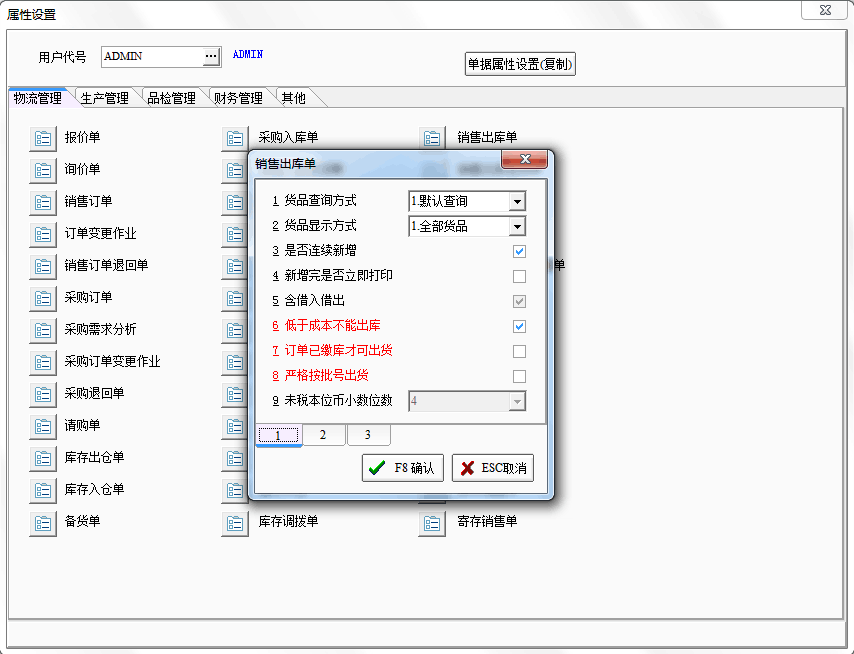 属性设置
用户代号 ADMIN ... ADMIN
单据属性设置(复制)
物流管理 生产管理 品检管理 财务管理 其他
报价单 采购入库单 销售出库单
询价单
销售订单
订单变更作业
销售订单退回单 单
采购订单
采购需求分析
采购订单变更作业
采购退回单
请购单
库存出仓单
库存入仓单
备货单 库存调拨单 寄存销售单
销售出库单
1 货品查询方式 1.默认查询
2 货品显示方式 1.全部货品
3 是否连续新增
4 新增完是否立即打印
5 含借入借出
6 低于成本不能出库
7 订单已缴库才可出货
8 严格按批号出货
9 未税本位币小数位数 4
1 2 3
F8 确认 ESC取消